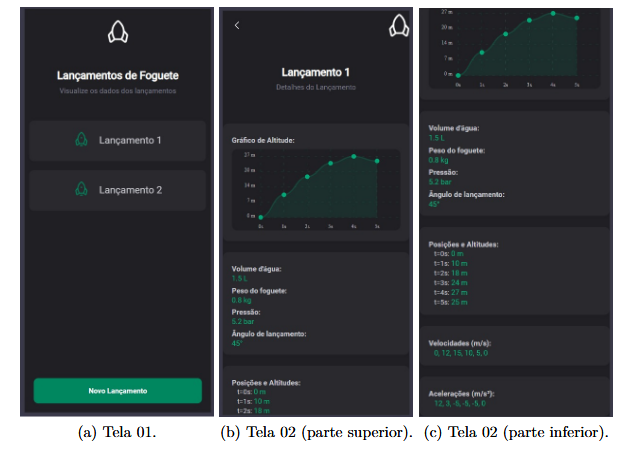 Lançamentos de Foguete
Visualize os dados dos lançamentos
Lançamento 1
Lançamento 2
Novo Lançamento
(a) Tela 01.
Lançamento 1
Detalhes do Lançamento
Gráfico de Altitude:
27 m
20 m
14 m
7 m
0 m
0s 1s 2s 3s 4s 5s
Volume d'água:
1.5 L
Peso do foguete:
0.8 kg
Pressão:
5.2 bar
Ângulo de lançamento:
45°
Posições e Altitudes:
t=0s: 0 m
t=1s: 10 m
t=2s: 18 m
(b) Tela 02 (parte superior).
27 m
20 m
14 m
7 m
0 m
0s 1s 2s 3s 4s 5s
Volume d'água:
1.5 L
Peso do foguete:
0.8 kg
Pressão:
5.2 bar
Ângulo de lançamento:
45°
Posições e Altitudes:
t=0s: 0 m
t=1s: 10 m
t=2s: 18 m
t=3s: 24 m
t=4s: 27 m
t=5s: 25 m
Velocidades (m/s):
0, 12, 15, 10, 5, 0
Acelerações (m/s²):
12, 3, -5, -5, -5, 0
(c) Tela 02 (parte inferior).